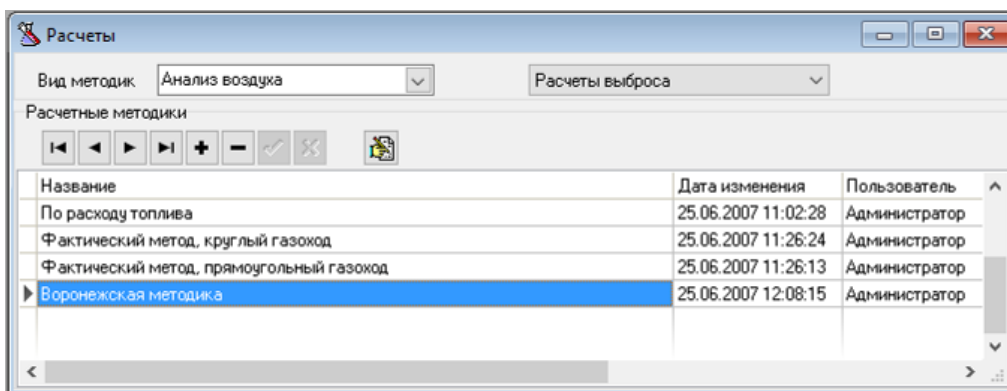 Расчеты
Вид методик Анализ воздуха Расчеты выброса
Расчетные методики
Название Дата изменения Пользователь
По расходу топлива 25.06.2007 11:02:28 Администратор
Фактический метод, круглый газоход 25.06.2007 11:26:24 Администратор
Фактический метод, прямоугольный газоход 25.06.2007 11:26:13 Администратор
Воронежская методика 25.06.2007 12:08:15 Администратор